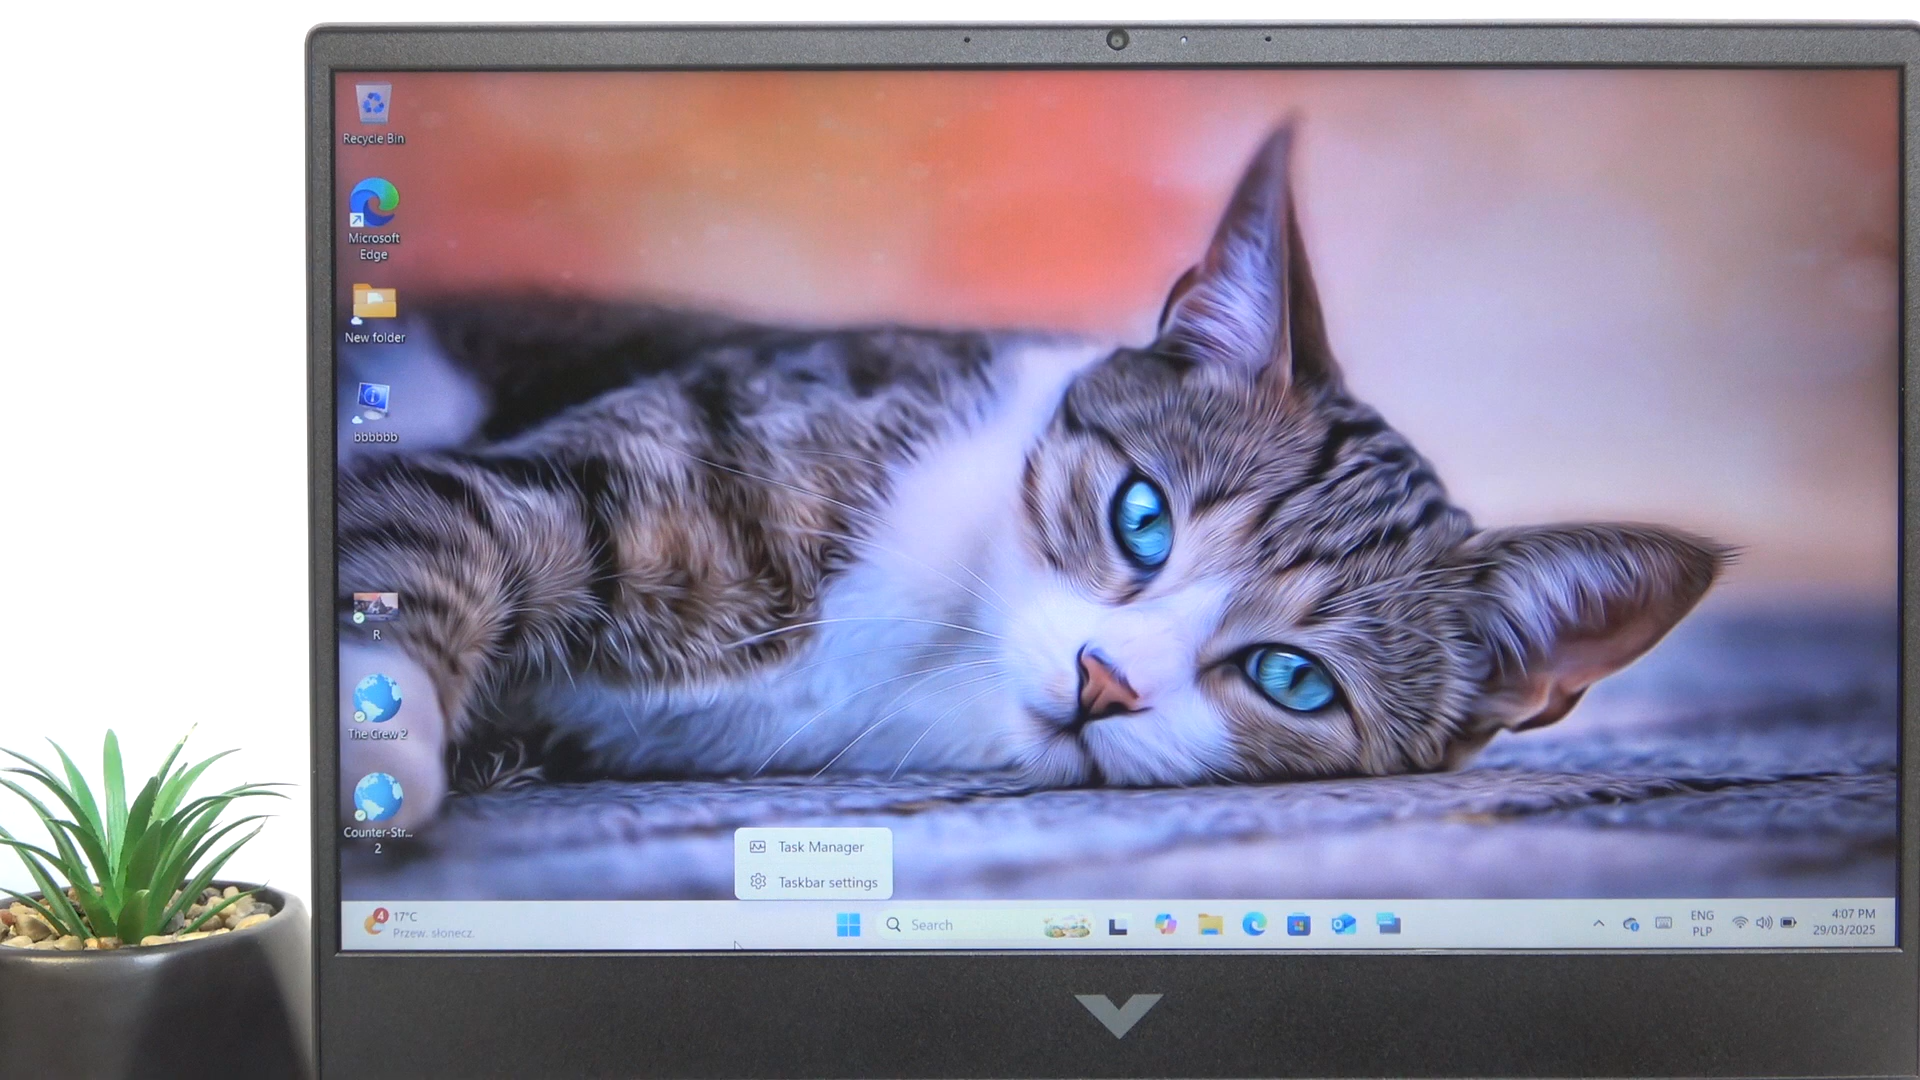 Recycle Bin
Microsoft
Edge
New folder
bbbbbb
R
The Crew 2
Counter-Str...
2
Task Manager
Taskbar settings
4
17°C
Przew. słonecz.
Search
ENG
PLP
4:07 PM
29/03/2025